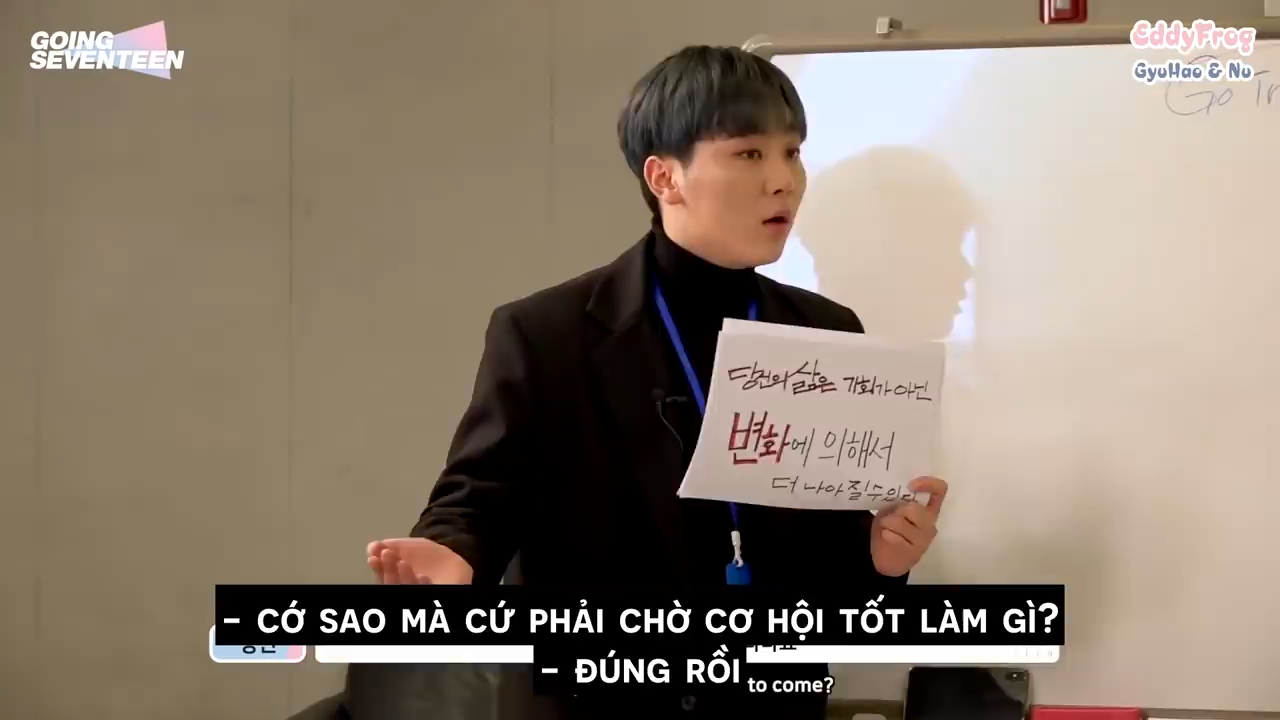 GOING
SEVENTEEN
EddyFrog
GyuHao & Nu
Go Tr
당신의 삶은 기회가 아닌
변화에 의해서
더 나아질 수 있다
- CỚ SAO MÀ CỨ PHẢI CHỜ CƠ HỘI TỐT LÀM GÌ?
- ĐÚNG RỒI
to come?